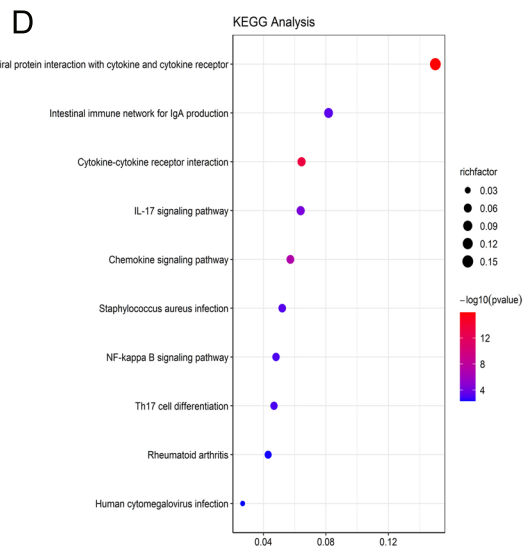 D
KEGG Analysis
iral protein interaction with cytokine and cytokine receptor
Intestinal immune network for IgA production
Cytokine-cytokine receptor interaction
IL-17 signaling pathway
Chemokine signaling pathway
Staphylococcus aureus infection
NF-kappa B signaling pathway
Th17 cell differentiation
Rheumatoid arthritis
Human cytomegalovirus infection
0.04 0.08 0.12
richfactor
0.03
0.06
0.09
0.12
0.15
−log10(pvalue)
12
8
4